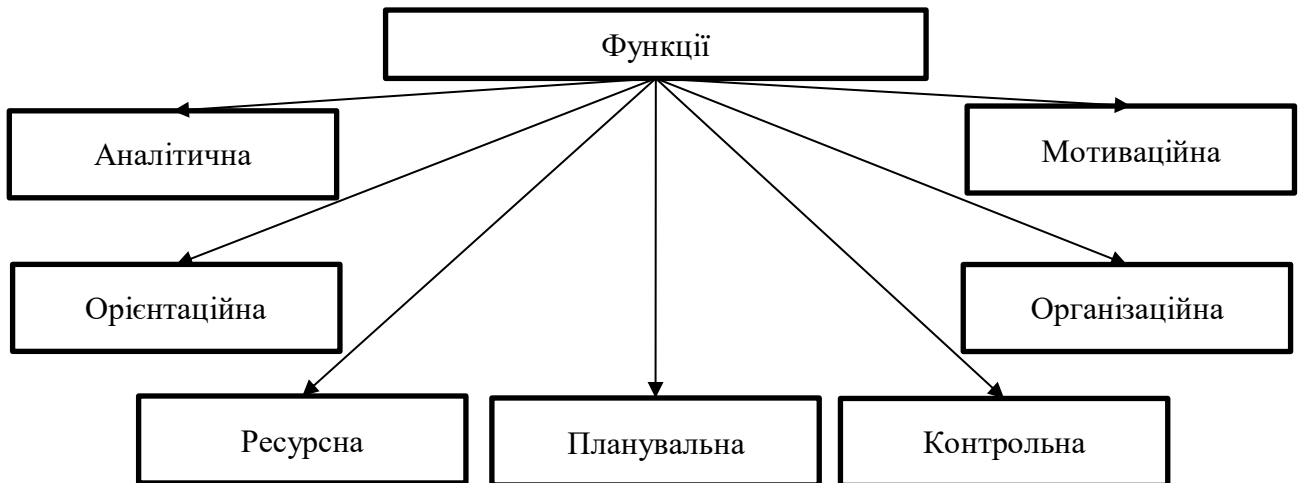 Функції
Аналітична
Мотиваційна
Орієнтаційна
Організаційна
Ресурсна
Планувальна
Контрольна